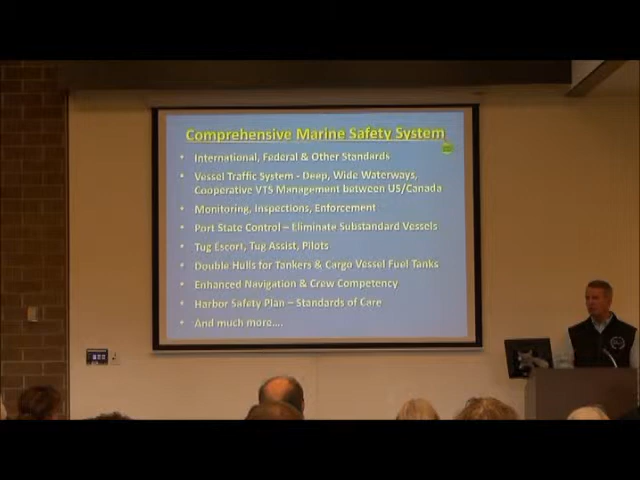 Comprehensive Marine Safety System
• International, Federal & Other Standards
• Vessel Traffic System - Deep, Wide Waterways,
Cooperative VTS Management between US/Canada
• Monitoring, Inspections, Enforcement
• Port State Control – Eliminate Substandard Vessels
• Tug Escort, Tug Assist, Pilots
• Double Hulls for Tankers & Cargo Vessel Fuel Tanks
• Enhanced Navigation & Crew Competency
• Harbor Safety Plan – Standards of Care
• And much more….